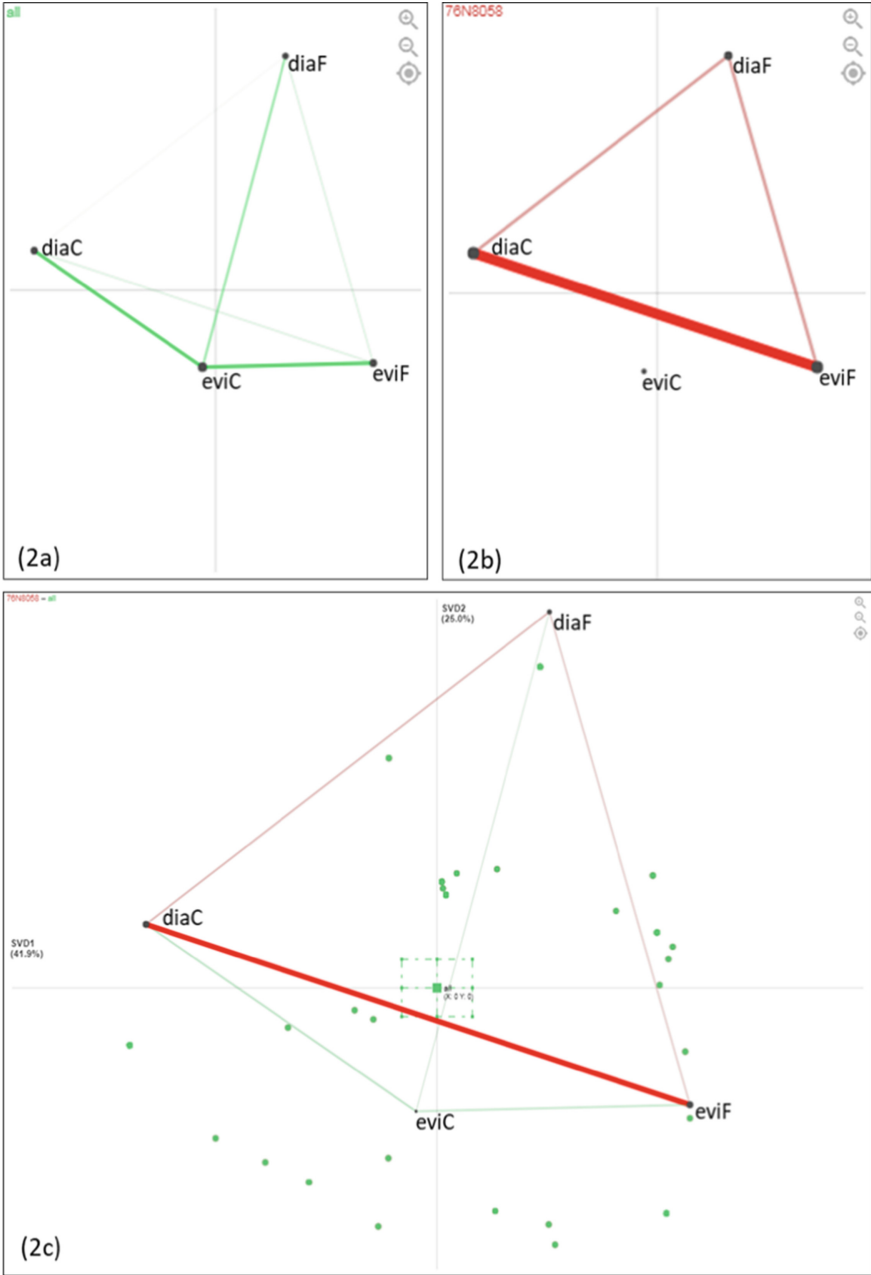 all
diaF
diaC
eviC
eviF
(2a)
76N8058
diaF
diaC
eviC
eviF
(2b)
76N8058 - all
SVD2
(25.0%)
diaF
diaC
SVD1
(41.9%)
all
(X: 0 Y: 0)
eviC
eviF
(2c)